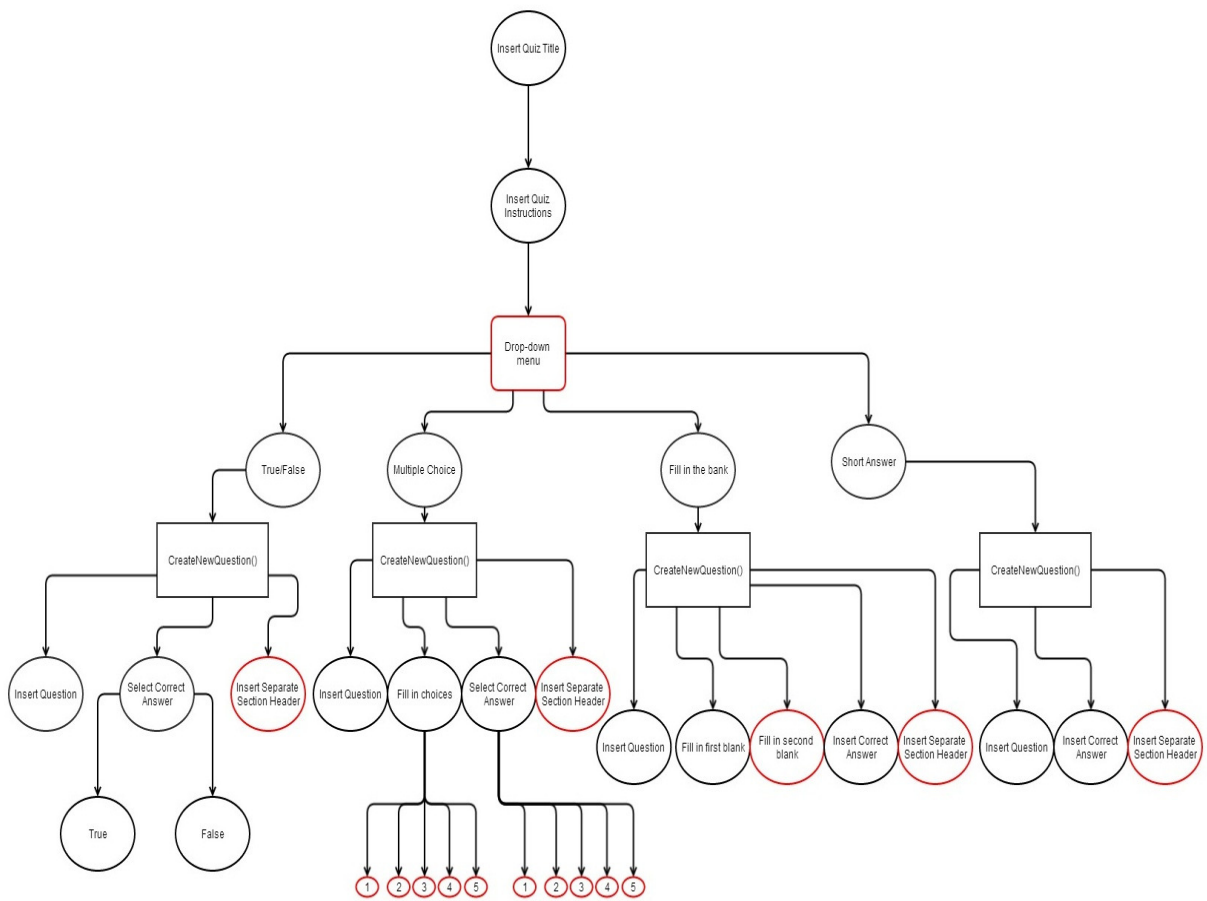 Insert Quiz Title
Insert Quiz
Instructions
Drop-down
menu
True/False
Multiple Choice
Fill in the bank
Short Answer
CreateNewQuestion()
CreateNewQuestion()
CreateNewQuestion()
CreateNewQuestion()
Insert Question
Select Correct
Answer
Insert Separate
Section Header
Insert Question
Fill in choices
Select Correct
Answer
Insert Separate
Section Header
Insert Question
Fill in first blank
Fill in second
blank
Insert Correct
Answer
Insert Separate
Section Header
Insert Question
Insert Correct
Answer
Insert Separate
Section Header
True
False
1
2
3
4
5
1
2
3
4
5